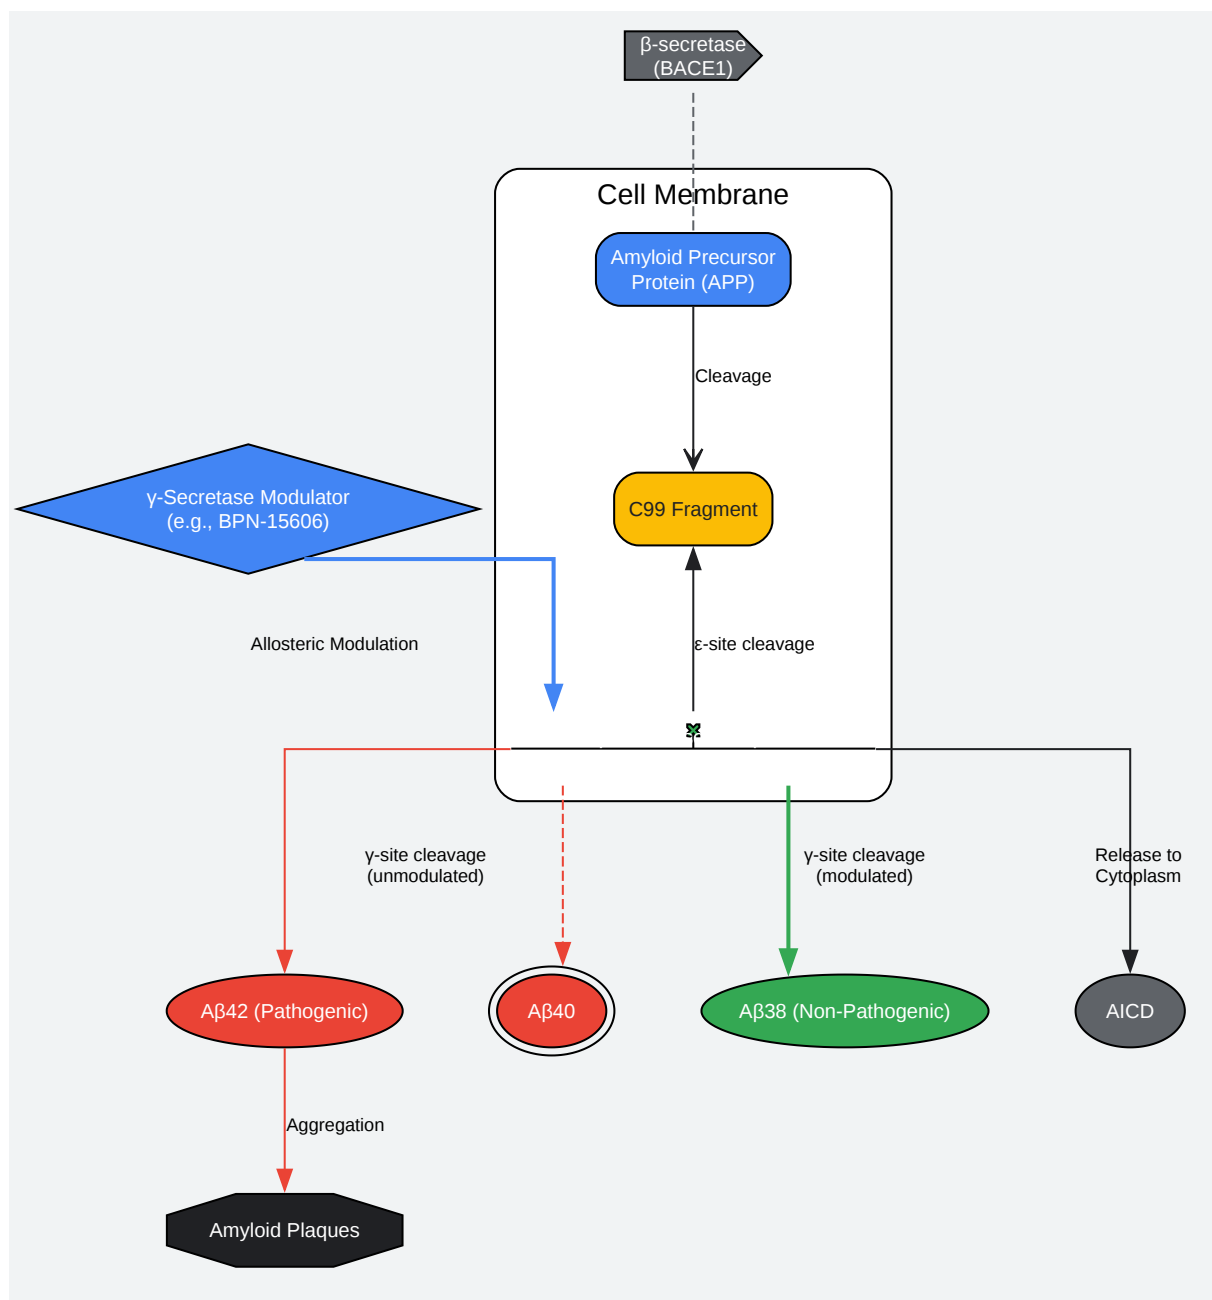 β-secretase
(BACE1)
Cell Membrane
Amyloid Precursor
Protein (APP)
Cleavage
γ-Secretase Modulator
(e.g., BPN-15606)
C99 Fragment
Allosteric Modulation
ε-site cleavage
γ-site cleavage
(unmodulated)
γ-site cleavage
(modulated)
Release to
Cytoplasm
Aβ42 (Pathogenic)
Aβ40
Aβ38 (Non-Pathogenic)
AICD
Aggregation
Amyloid Plaques